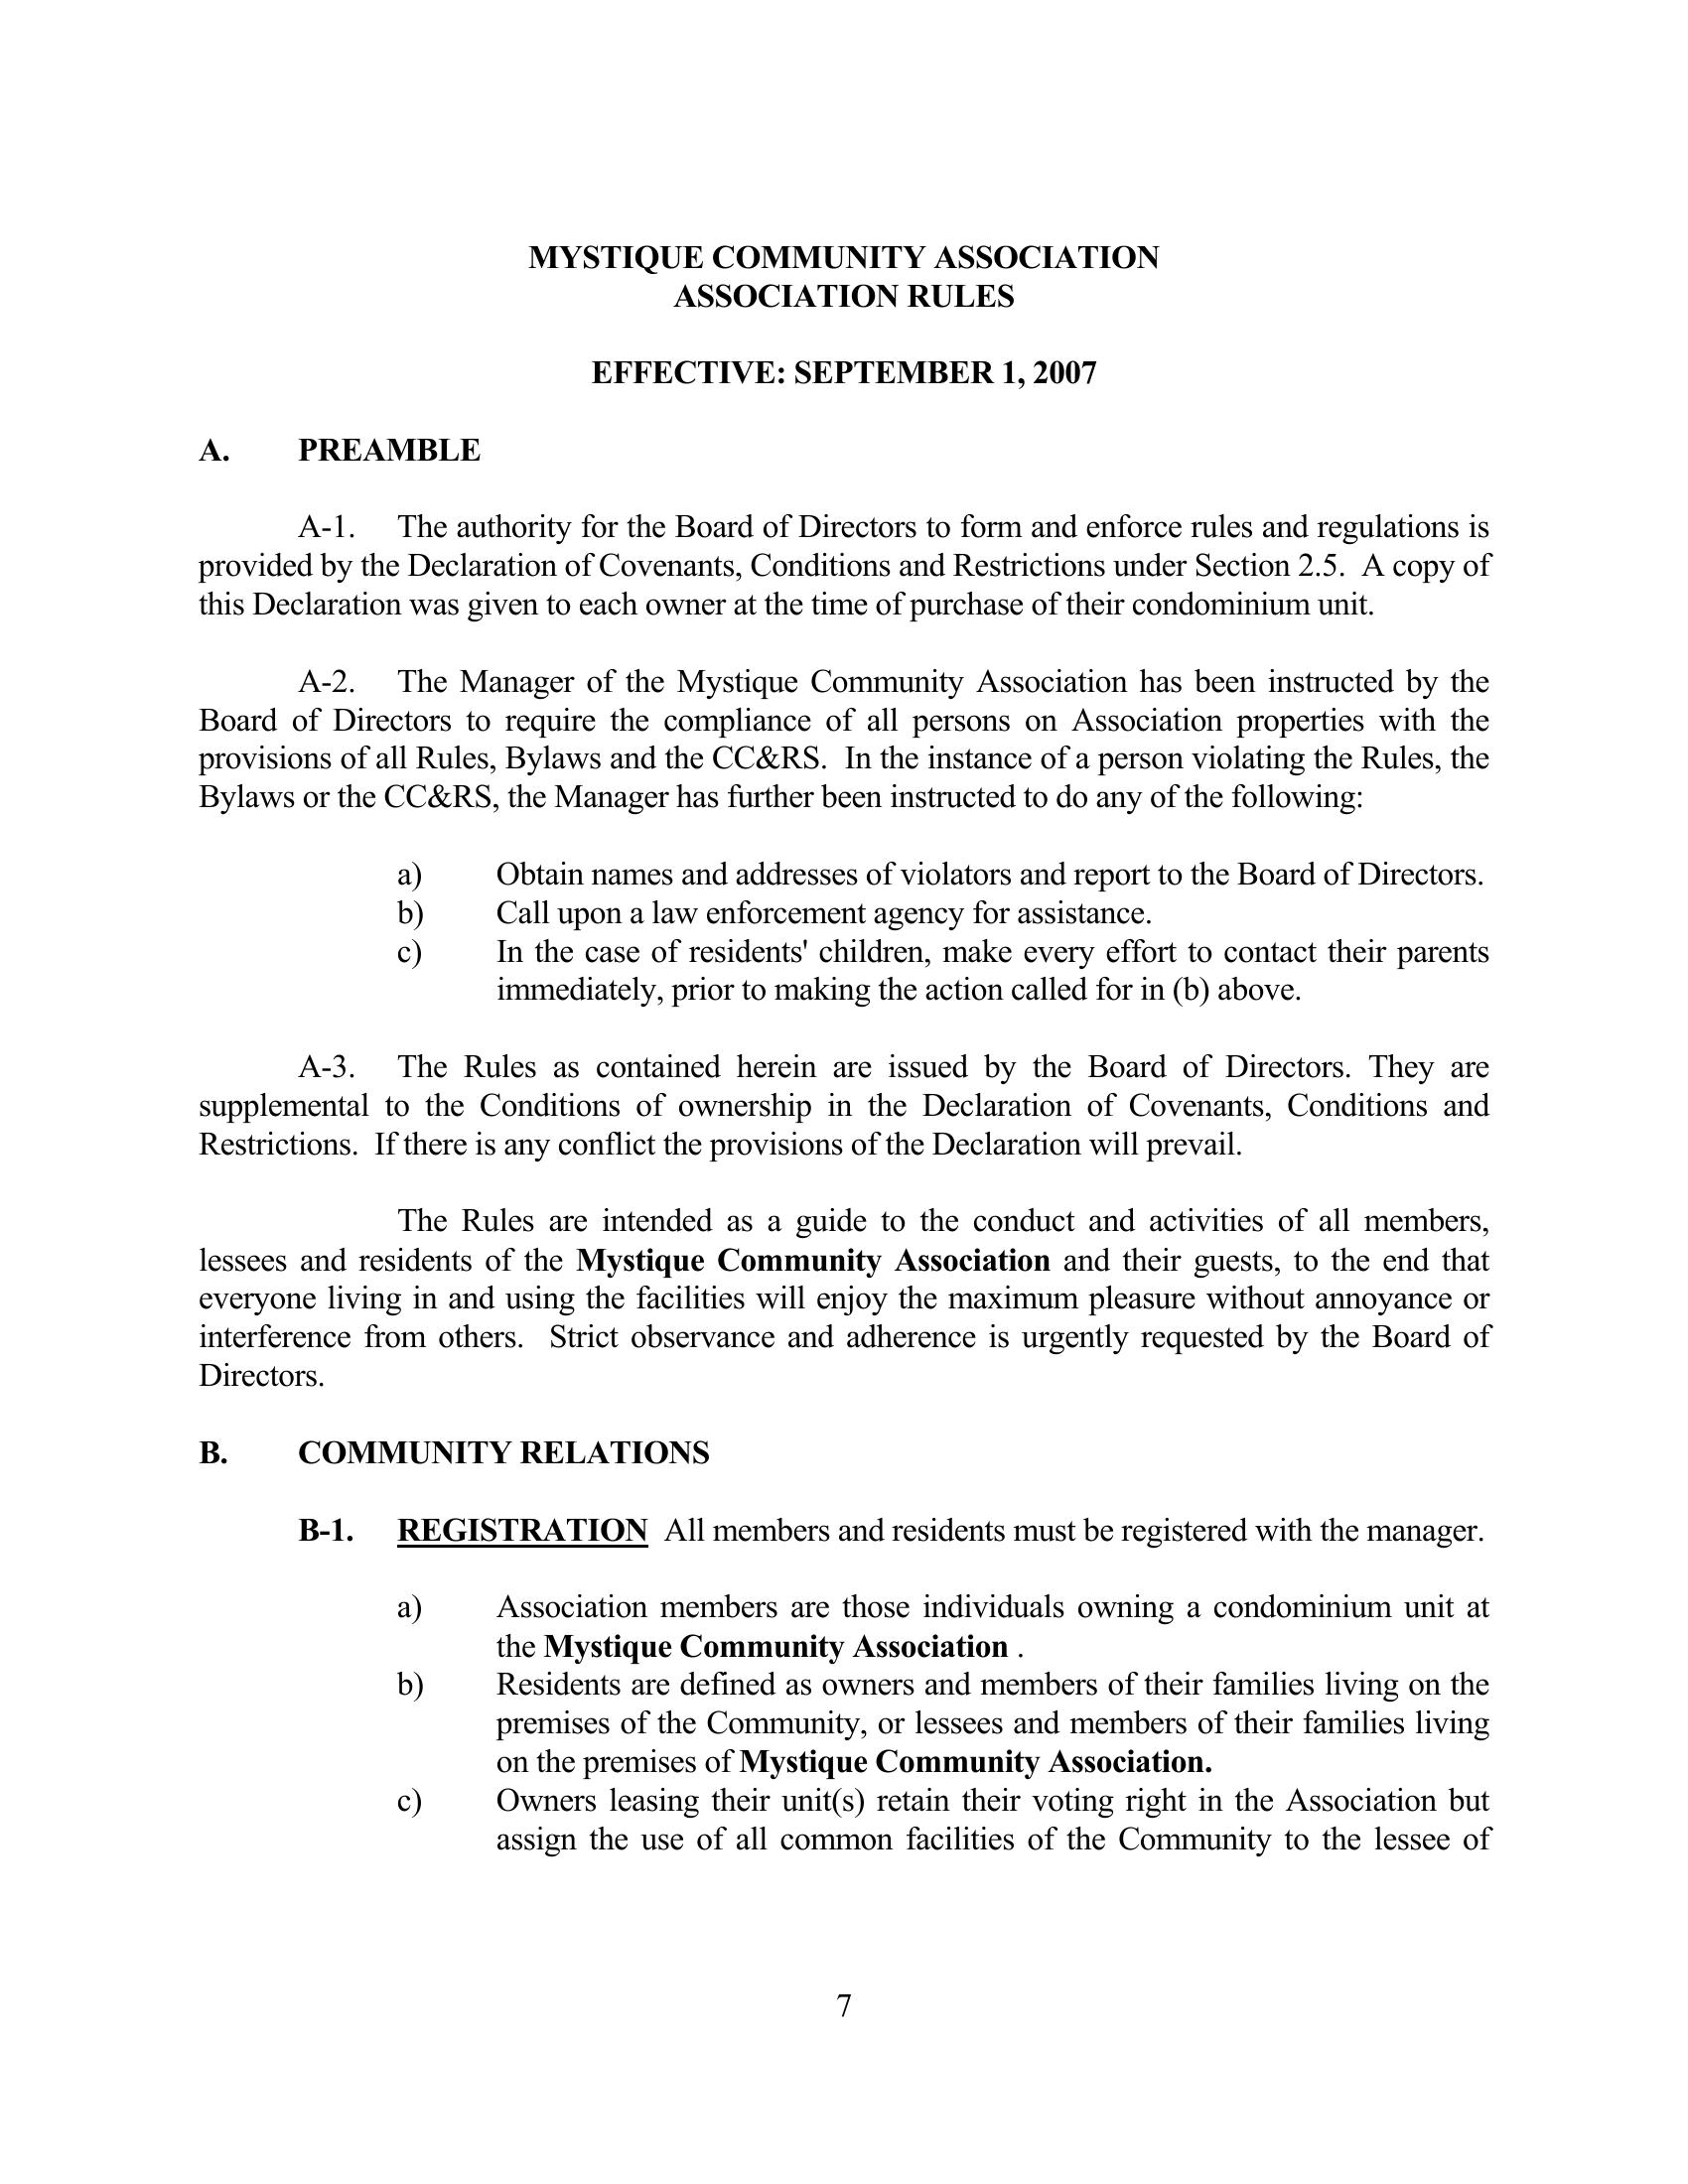 MYSTIQUE COMMUNITY ASSOCIATION
ASSOCIATION RULES
EFFECTIVE: SEPTEMBER 1, 2007
A. PREAMBLE
A-1. The authority for the Board of Directors to form and enforce rules and regulations is
provided by the Declaration of Covenants, Conditions and Restrictions under Section 2.5. A copy of
this Declaration was given to each owner at the time of purchase of their condominium unit.
A-2. The Manager of the Mystique Community Association has been instructed by the
Board of Directors to require the compliance of all persons on Association properties with the
provisions of all Rules, Bylaws and the CC&RS. In the instance of a person violating the Rules, the
Bylaws or the CC&RS, the Manager has further been instructed to do any of the following:
a) Obtain names and addresses of violators and report to the Board of Directors.
b) Call upon a law enforcement agency for assistance.
c) In the case of residents' children, make every effort to contact their parents
immediately, prior to making the action called for in (b) above.
A-3. The Rules as contained herein are issued by the Board of Directors. They are
supplemental to the Conditions of ownership in the Declaration of Covenants, Conditions and
Restrictions. If there is any conflict the provisions of the Declaration will prevail.
The Rules are intended as a guide to the conduct and activities of all members,
lessees and residents of the Mystique Community Association and their guests, to the end that
everyone living in and using the facilities will enjoy the maximum pleasure without annoyance or
interference from others. Strict observance and adherence is urgently requested by the Board of
Directors.
B. COMMUNITY RELATIONS
B-1. REGISTRATION All members and residents must be registered with the manager.
a) Association members are those individuals owning a condominium unit at
the Mystique Community Association .
b) Residents are defined as owners and members of their families living on the
premises of the Community, or lessees and members of their families living
on the premises of Mystique Community Association.
c) Owners leasing their unit(s) retain their voting right in the Association but
assign the use of all common facilities of the Community to the lessee of
7